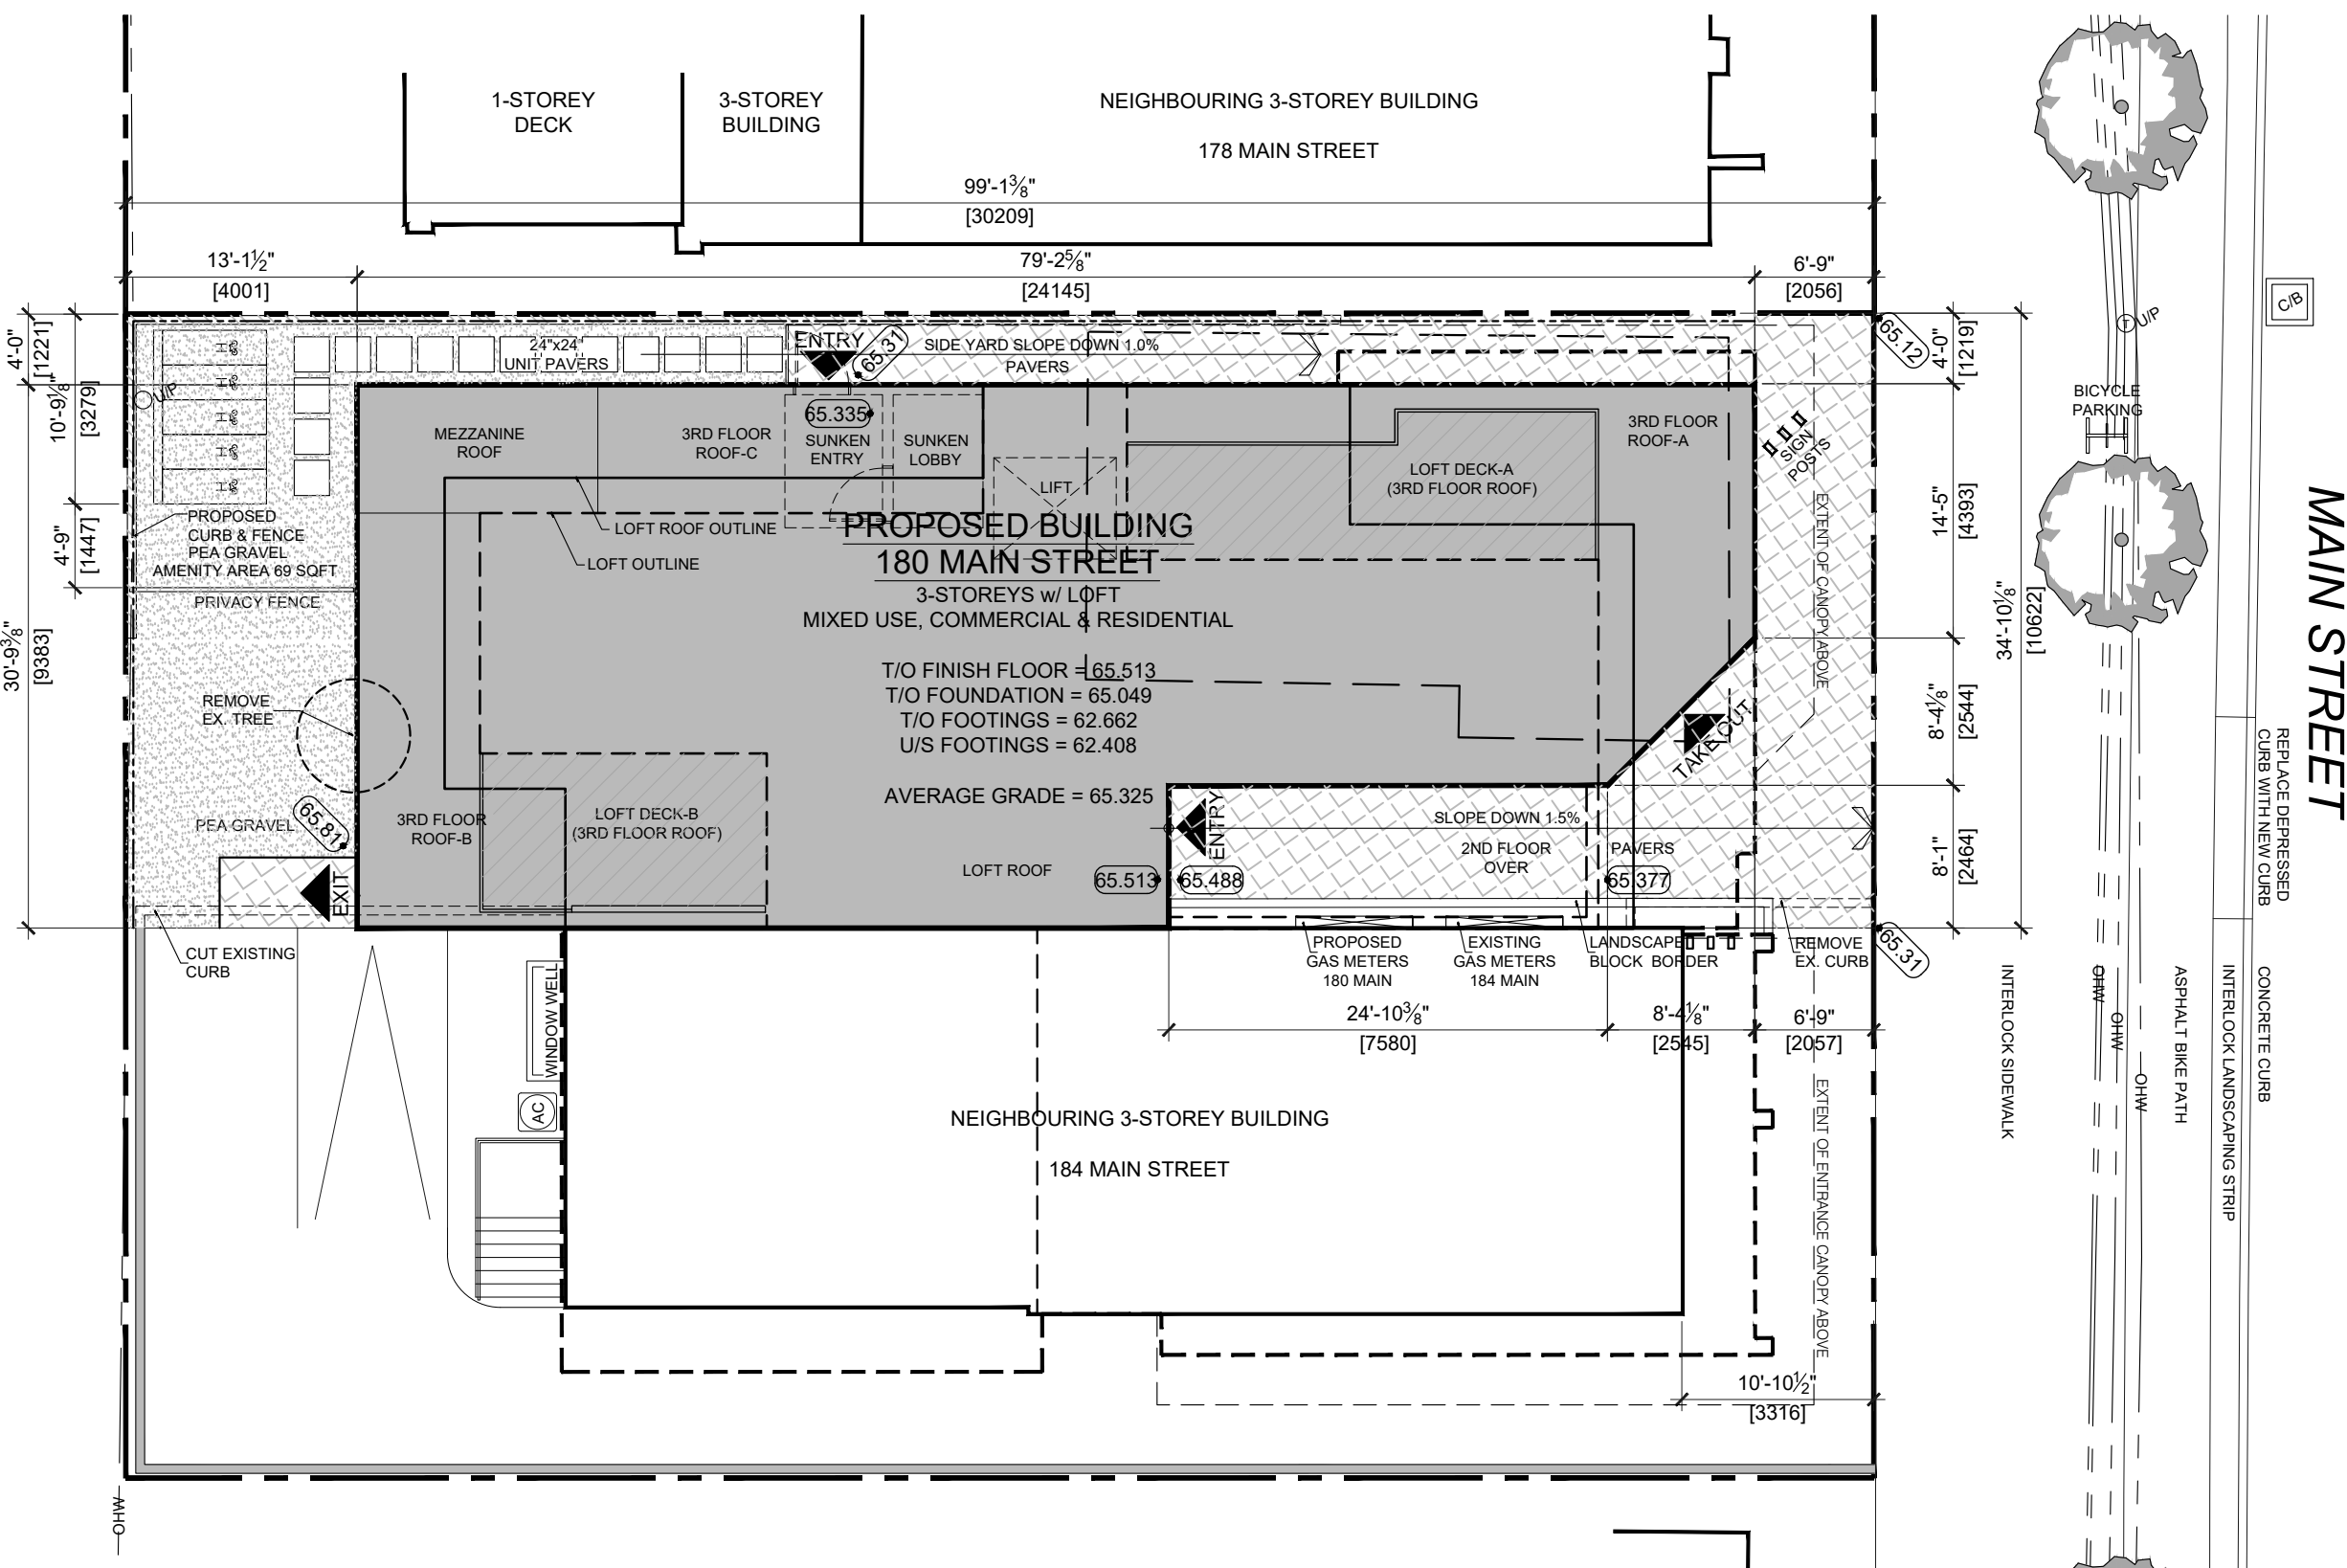 1-STOREY
DECK
3-STOREY
BUILDING
NEIGHBOURING 3-STOREY BUILDING
178 MAIN STREET
99'-1⅜"
[30209]
13'-1½"
[4001]
79'-2⅝"
[24145]
6'-9"
[2056]
C/B
4'-0"
[1221]
10'-9⅛"
[3279]
4'-9"
[1447]
30'-9⅜"
[9383]
U/P
24"x24"
UNIT PAVERS
ENTRY
65.31
SIDE YARD SLOPE DOWN 1.0%
PAVERS
65.12
4'-0"
[1219]
14'-5"
[4393]
8'-4⅛"
[2544]
8'-1"
[2464]
34'-10⅛"
[10622]
U/P
T
BICYCLE
PARKING
MAIN STREET
MEZZANINE
ROOF
3RD FLOOR
ROOF-C
65.335
SUNKEN
ENTRY
SUNKEN
LOBBY
LIFT
LOFT DECK-A
(3RD FLOOR ROOF)
3RD FLOOR
ROOF-A
SIGN
POSTS
EXTENT OF CANOPY ABOVE
PROPOSED
CURB & FENCE
PEA GRAVEL
AMENITY AREA 69 SQFT
PRIVACY FENCE
LOFT ROOF OUTLINE
LOFT OUTLINE
PROPOSED BUILDING
180 MAIN STREET
3-STOREYS w/ LOFT
MIXED USE, COMMERCIAL & RESIDENTIAL
T/O FINISH FLOOR = 65.513
T/O FOUNDATION = 65.049
T/O FOOTINGS = 62.662
U/S FOOTINGS = 62.408
AVERAGE GRADE = 65.325
REMOVE
EX. TREE
TAKE OUT
REPLACE DEPRESSED
CURB WITH NEW CURB
PEA GRAVEL
65.81
3RD FLOOR
ROOF-B
LOFT DECK-B
(3RD FLOOR ROOF)
LOFT ROOF
65.513
65.488
ENTRY
SLOPE DOWN 1.5%
2ND FLOOR
OVER
PAVERS
65.377
EXIT
CUT EXISTING
CURB
PROPOSED
GAS METERS
180 MAIN
EXISTING
GAS METERS
184 MAIN
LANDSCAPE
BLOCK BORDER
REMOVE
EX. CURB
65.31
WINDOW WELL
AC
24'-10⅜"
[7580]
8'-4⅛"
[2545]
6'-9"
[2057]
INTERLOCK SIDEWALK
OHW
OHW
OHW
ASPHALT BIKE PATH
INTERLOCK LANDSCAPING STRIP
CONCRETE CURB
NEIGHBOURING 3-STOREY BUILDING
184 MAIN STREET
EXTENT OF ENTRANCE CANOPY ABOVE
10'-10½"
[3316]
OHW